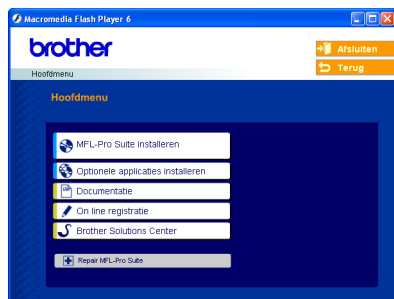 Macromedia Flash Player 6
brother
Afsluiten
Terug
Hoofdmenu
Hoofdmenu
MFL-Pro Suite installeren
Optionele applicaties installeren
Documentatie
On line registratie
Brother Solutions Center
Repair MFL-Pro Suite